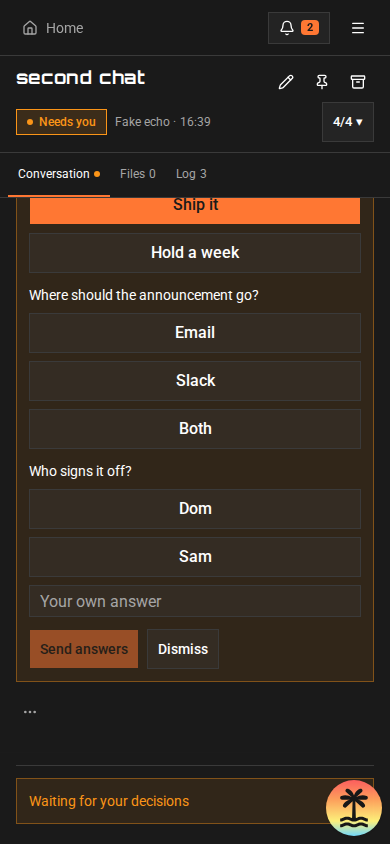 Home
2
second chat
Needs you
Fake echo · 16:39
4/4 ▾
Conversation
Files 0
Log 3
Ship it
Hold a week
Where should the announcement go?
Email
Slack
Both
Who signs it off?
Dom
Sam
Your own answer
Send answers
Dismiss
...
Waiting for your decisions